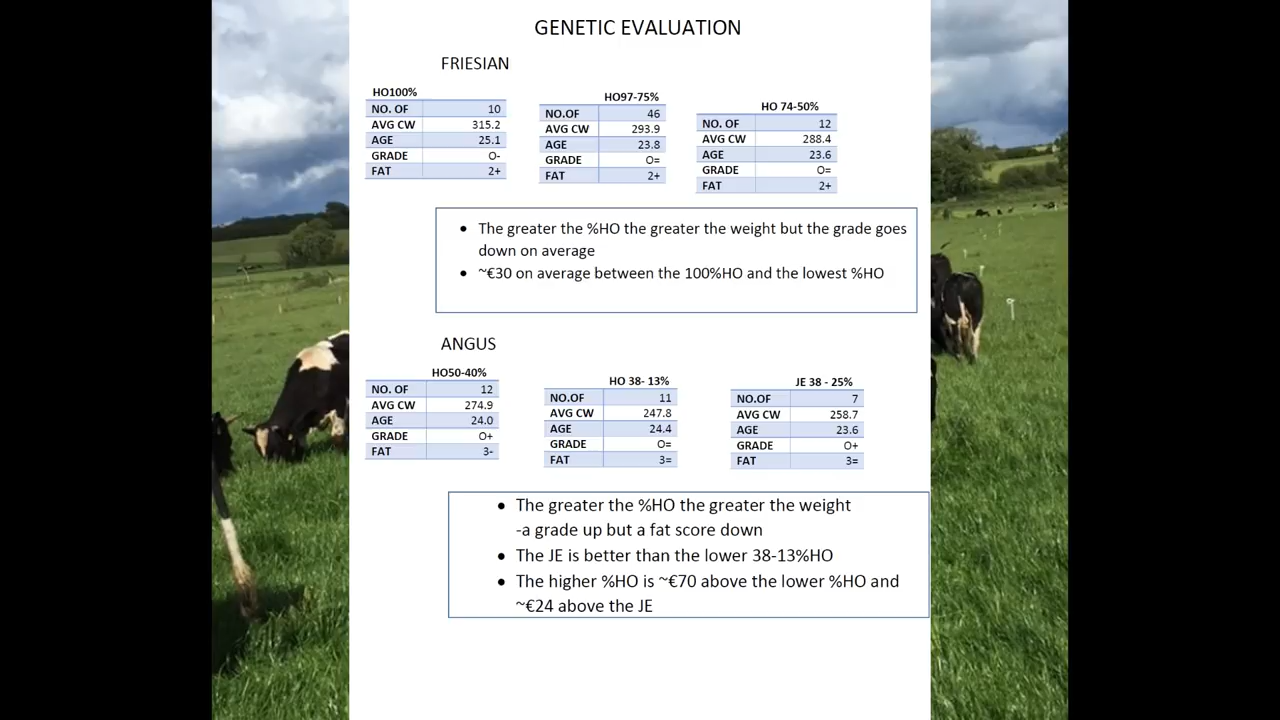 GENETIC EVALUATION
FRIESIAN
HO100%
NO. OF 10
AVG CW 315.2
AGE 25.1
GRADE O-
FAT 2+
HO97-75%
NO.OF 46
AVG CW 293.9
AGE 23.8
GRADE O=
FAT 2+
HO 74-50%
NO. OF 12
AVG CW 288.4
AGE 23.6
GRADE O=
FAT 2+
• The greater the %HO the greater the weight but the grade goes
down on average
• ~€30 on average between the 100%HO and the lowest %HO
ANGUS
HO50-40%
NO. OF 12
AVG CW 274.9
AGE 24.0
GRADE O+
FAT 3-
HO 38- 13%
NO.OF 11
AVG CW 247.8
AGE 24.4
GRADE O=
FAT 3=
JE 38 - 25%
NO.OF 7
AVG CW 258.7
AGE 23.6
GRADE O+
FAT 3=
• The greater the %HO the greater the weight
-a grade up but a fat score down
• The JE is better than the lower 38-13%HO
• The higher %HO is ~€70 above the lower %HO and
~€24 above the JE